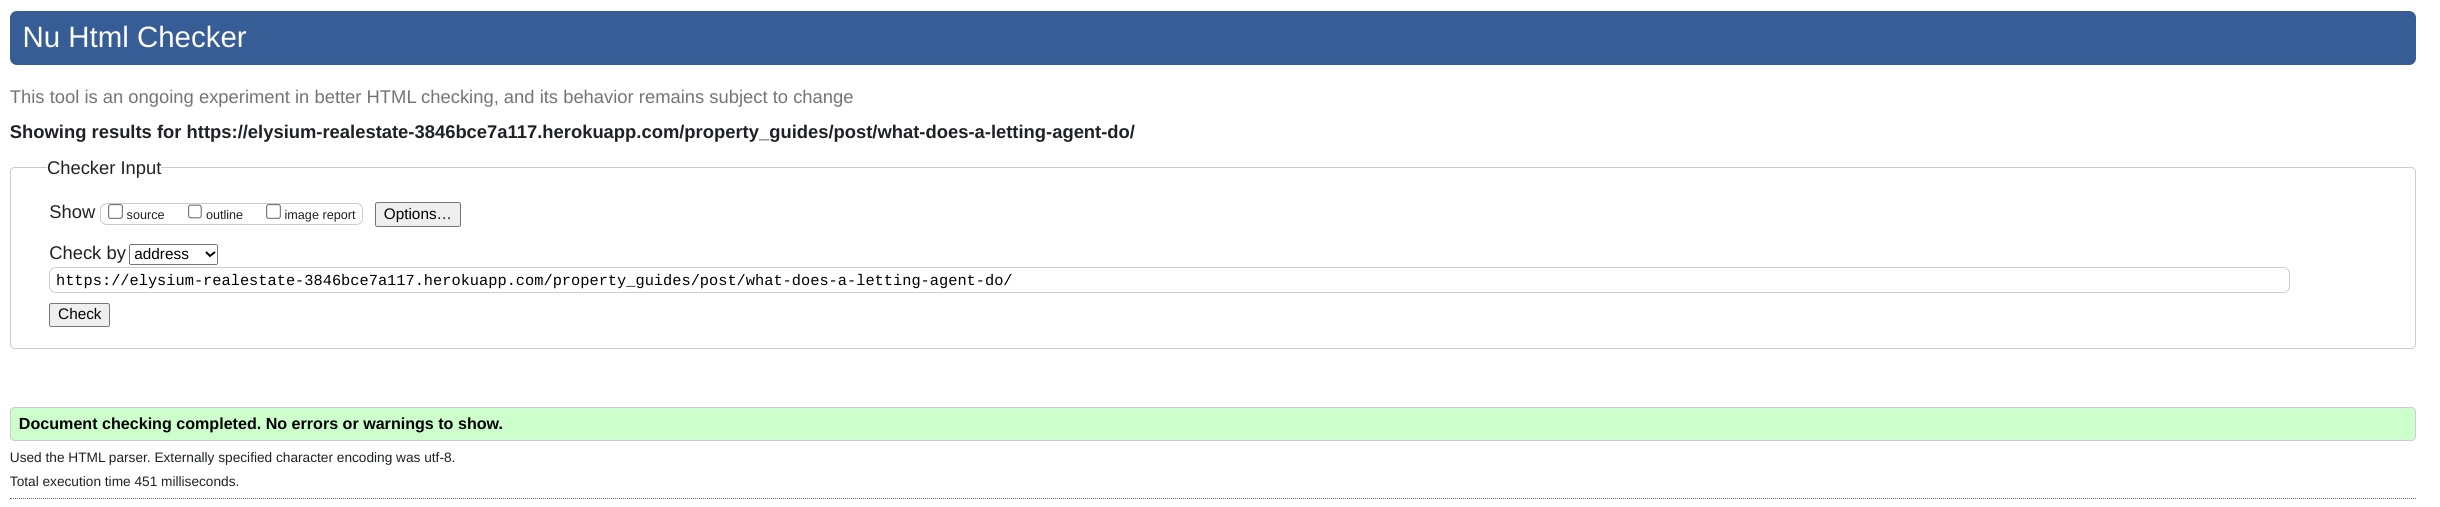 Nu Html Checker
This tool is an ongoing experiment in better HTML checking, and its behavior remains subject to change
Showing results for https://elysium-realestate-3846bce7a117.herokuapp.com/property_guides/post/what-does-a-letting-agent-do/
Checker Input
Show source outline image report Options...
Check by address
https://elysium-realestate-3846bce7a117.herokuapp.com/property_guides/post/what-does-a-letting-agent-do/
Check
Document checking completed. No errors or warnings to show.
Used the HTML parser. Externally specified character encoding was utf-8.
Total execution time 451 milliseconds.